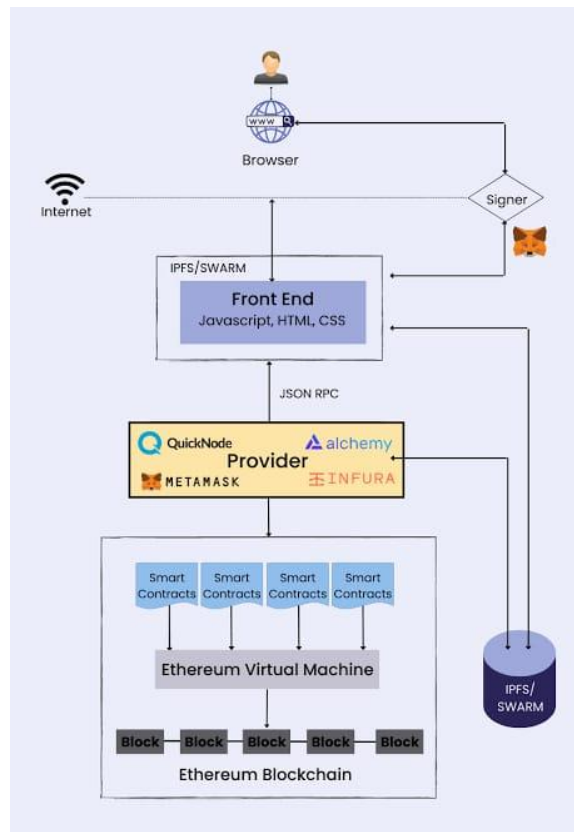 www
Browser
Internet
Signer
IPFS/SWARM
Front End
Javascript, HTML, CSS
JSON RPC
QuickNode
alchemy
Provider
METAMASK
INFURA
Smart
Contracts
Smart
Contracts
Smart
Contracts
Smart
Contracts
Ethereum Virtual Machine
IPFS/
SWARM
Block Block Block Block Block
Ethereum Blockchain